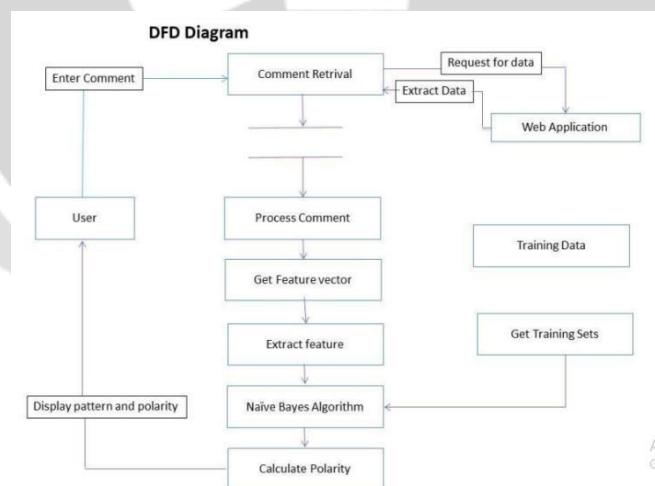 DFD Diagram
Enter Comment
Comment Retrival
Request for data
Extract Data
Web Application
User
Process Comment
Training Data
Get Feature vector
Get Training Sets
Extract feature
Display pattern and polarity
Naïve Bayes Algorithm
Calculate Polarity